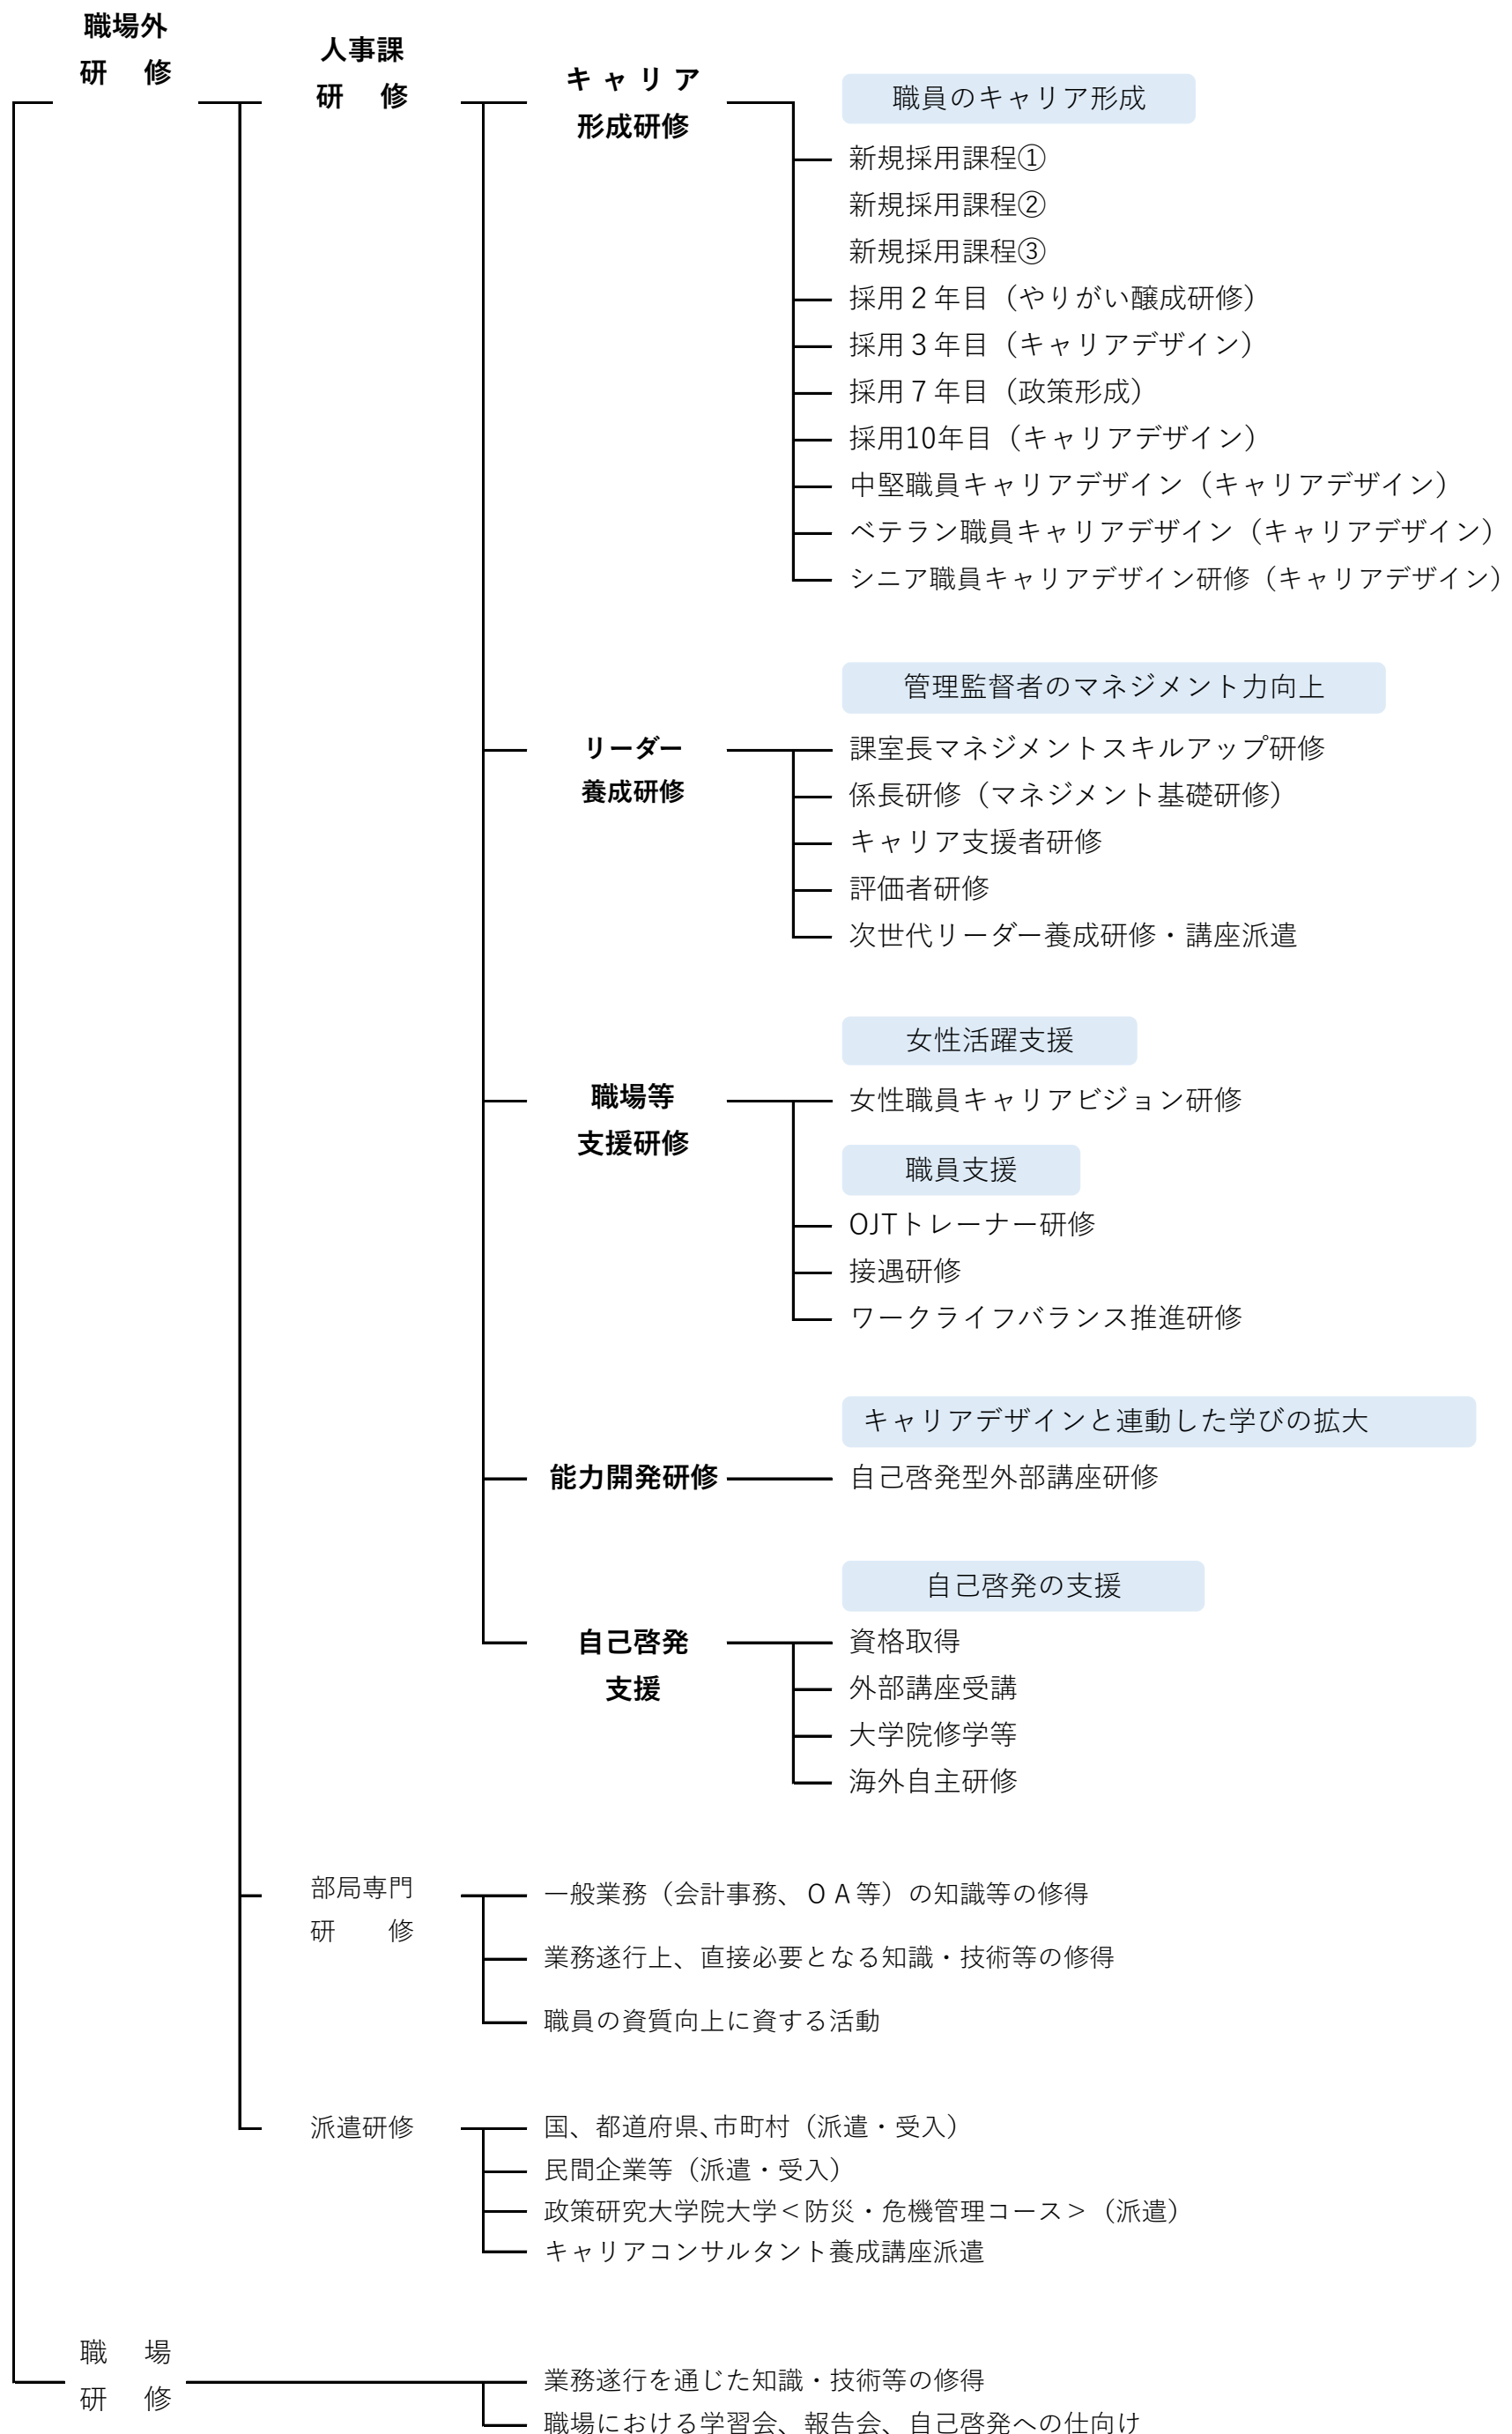 職場外
研　修
人事課
研　修
キャリア
形成研修
職員のキャリア形成
新規採用課程①
新規採用課程②
新規採用課程③
採用２年目（やりがい醸成研修）
採用３年目（キャリアデザイン）
採用７年目（政策形成）
採用10年目（キャリアデザイン）
中堅職員キャリアデザイン（キャリアデザイン）
ベテラン職員キャリアデザイン（キャリアデザイン）
シニア職員キャリアデザイン研修（キャリアデザイン）
管理監督者のマネジメント力向上
リーダー
養成研修
課室長マネジメントスキルアップ研修
係長研修（マネジメント基礎研修）
キャリア支援者研修
評価者研修
次世代リーダー養成研修・講座派遣
女性活躍支援
職場等
支援研修
女性職員キャリアビジョン研修
職員支援
OJTトレーナー研修
接遇研修
ワークライフバランス推進研修
キャリアデザインと連動した学びの拡大
能力開発研修
自己啓発型外部講座研修
自己啓発の支援
自己啓発
支援
資格取得
外部講座受講
大学院修学等
海外自主研修
部局専門
研　修
一般業務（会計事務、ＯＡ等）の知識等の修得
業務遂行上、直接必要となる知識・技術等の修得
職員の資質向上に資する活動
派遣研修
国、都道府県、市町村（派遣・受入）
民間企業等（派遣・受入）
政策研究大学院大学＜防災・危機管理コース＞（派遣）
キャリアコンサルタント養成講座派遣
職　場
研　修
業務遂行を通じた知識・技術等の修得
職場における学習会、報告会、自己啓発への仕向け